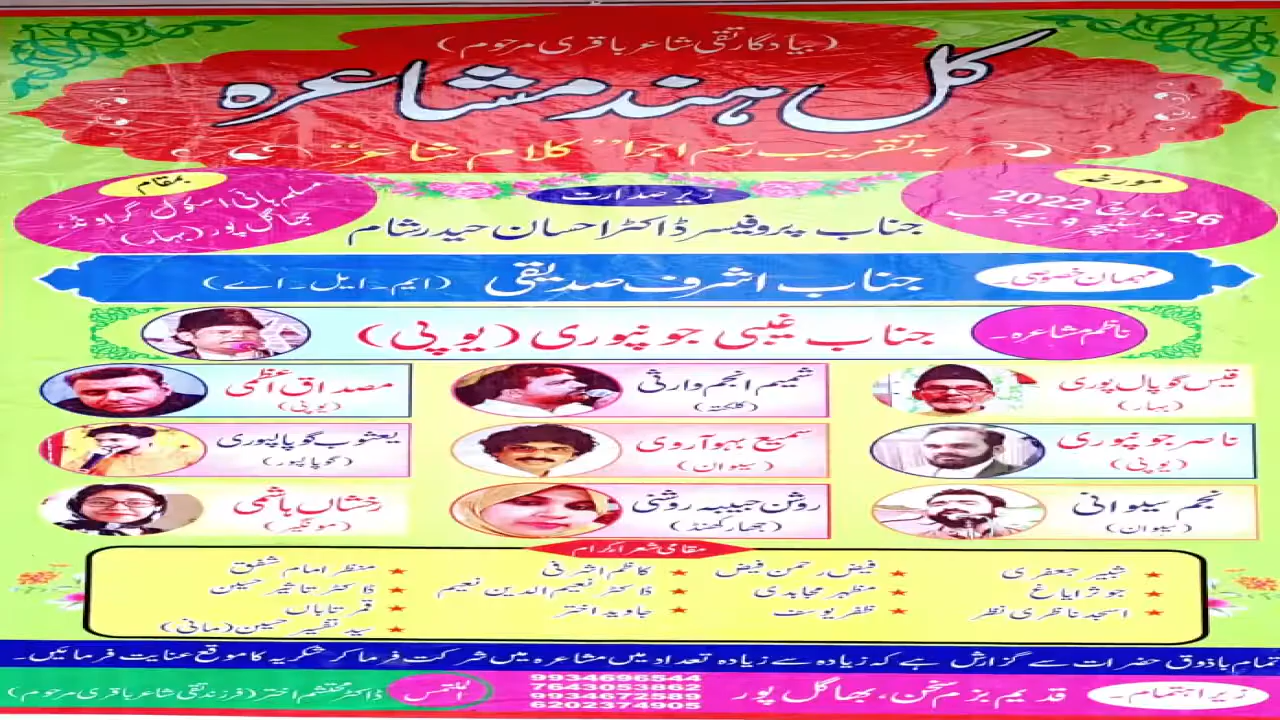 (بیادگار تقی شاعر باقری مرحوم)
کل ہند مشاعرہ
بہ تقریب رسم اجرا "کلام شاعر"
مورخہ
26 مارچ 2022
بروز سنیچر ۹ بجے شب
زیر صدارت
جناب پروفیسر ڈاکٹر احسان حیدر شام
بمقام
مسلم ہائی اسکول گراونڈ،
بھاگل پور (بہار)
مہمان خصوصی۔
جناب اشرف صدیقی (ایم۔ایل۔اے)
ناظم مشاعرہ۔
جناب غیبی جونپوری (یوپی)
قیس گوپال پوری
(بہار)
شمیم انجم وارثی
(کلکتہ)
مصداق اعظمی
(یوپی)
ناصر جونپوری
(یوپی)
سمیع بہوآروی
(سیوان)
یعثوب گوپالپوری
(گوپالپور)
نجم سیوانی
(سیوان)
روشن حبیبہ روشنی
(جھارکھنڈ)
رخشاں ہاشمی
(مونگیر)
مقامی شعراء کرام
شبیر جعفری
جوثر ایاغ
اسجد ناظری نظر
فیض رحمن فیض
مظہر مجاہدی
ظفر یوسف
کاظم اشرفی
ڈاکٹر نعیم الدین نعیم
جاوید اختر
منظر امام شفق
ڈاکٹر تاثیر حسین
قمر تاباں
سید تفسیر حسین (مانی)
تمام باذوق حضرات سے گزارش ہے کہ زیادہ سے زیادہ تعداد میں مشاعرہ میں شرکت فرما کر شکریہ کا موقع عنایت فرمائیں۔
زیر اہتمام۔
قدیم بزم سخن، بھاگل پور
9934696544
7643053862
9934672889
6202374905
الملتمس
ڈاکٹر محتشم اختر (فرزند تقی شاعر باقری مرحوم)